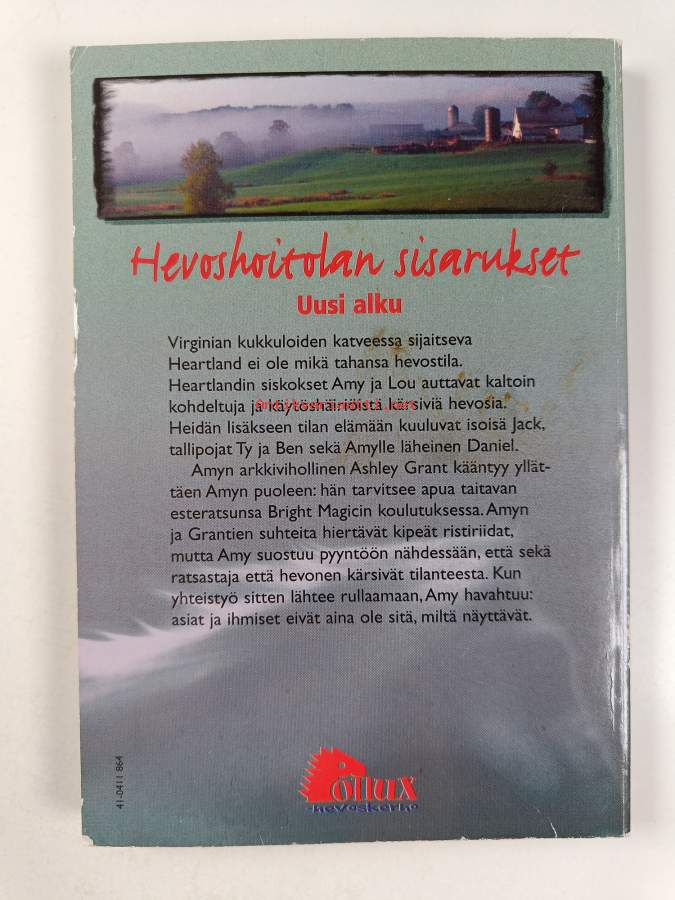 Hevoshoitolan sisarukset
Uusi alku
Virginian kukkuloiden katveessa sijaitseva
Heartland ei ole mikä tahansa hevostila.
Heartlandin siskokset Amy ja Lou auttavat kaltoin
kohdeltuja ja käytöshäiriöistä kärsiviä hevosia.
Heidän lisäkseen tilan elämään kuuluvat isoisä Jack,
tallipojat Ty ja Ben sekä Amylle läheinen Daniel.
Amyn arkkivihollinen Ashley Grant kääntyy yllät-
täen Amyn puoleen: hän tarvitsee apua taitavan
esteratsunsa Bright Magicin koulutuksessa. Amyn
ja Grantien suhteita hiertävät kipeät ristiriidat,
mutta Amy suostuu pyyntöön nähdessään, että sekä
ratsastaja että hevonen kärsivät tilanteesta. Kun
yhteistyö sitten lähtee rullaamaan, Amy havahtuu:
asiat ja ihmiset eivät aina ole sitä, miltä näyttävät.
41-0411 864
Pollux
hevoskerho